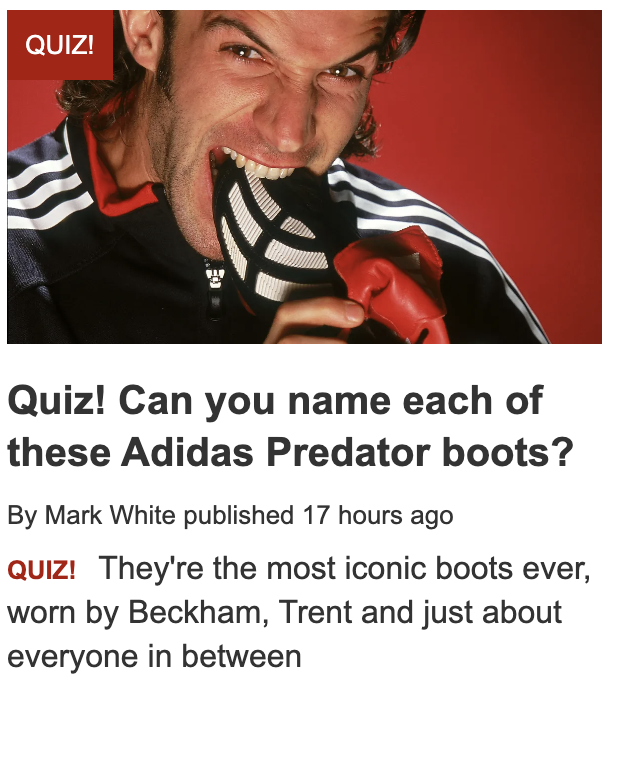 QUIZ!
Quiz! Can you name each of
these Adidas Predator boots?
By Mark White published 17 hours ago
QUIZ! They're the most iconic boots ever,
worn by Beckham, Trent and just about
everyone in between